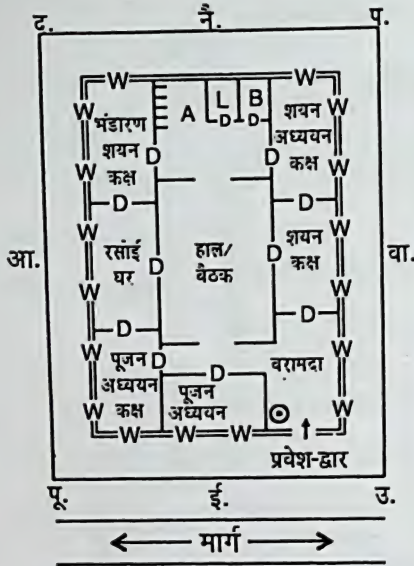 द. नै. प.
W W
W A L B W
भंडारण शयन
D D
शयन अध्ययन
कक्ष D D कक्ष
W W
D D
W W
आ. रसोई हाल/ शयन वा.
घर D बैठक D कक्ष
W W
D D
W W
पूजन D D वरामदा
अध्ययन पूजन
कक्ष अध्ययन
W W
W W W
प्रवेश-द्वार
पू. ई. उ.
मार्ग